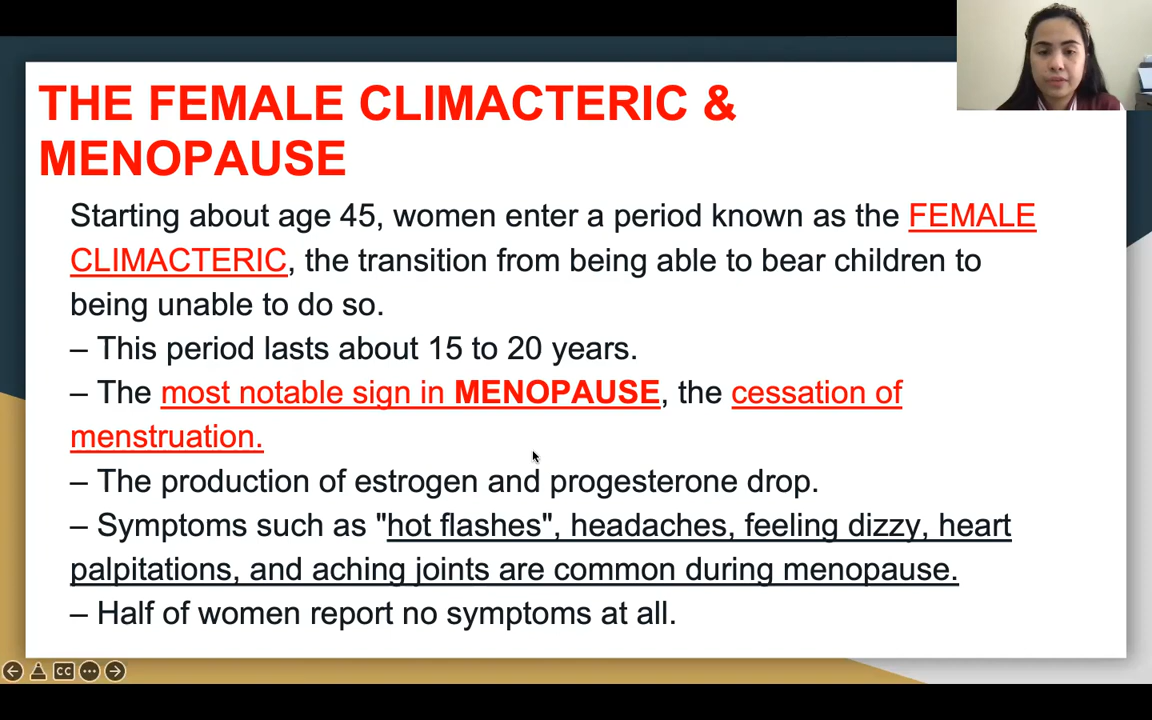 THE FEMALE CLIMACTERIC &
MENOPAUSE
Starting about age 45, women enter a period known as the FEMALE
CLIMACTERIC, the transition from being able to bear children to
being unable to do so.
– This period lasts about 15 to 20 years.
– The most notable sign in MENOPAUSE, the cessation of
menstruation.
– The production of estrogen and progesterone drop.
– Symptoms such as "hot flashes", headaches, feeling dizzy, heart
palpitations, and aching joints are common during menopause.
– Half of women report no symptoms at all.
CC